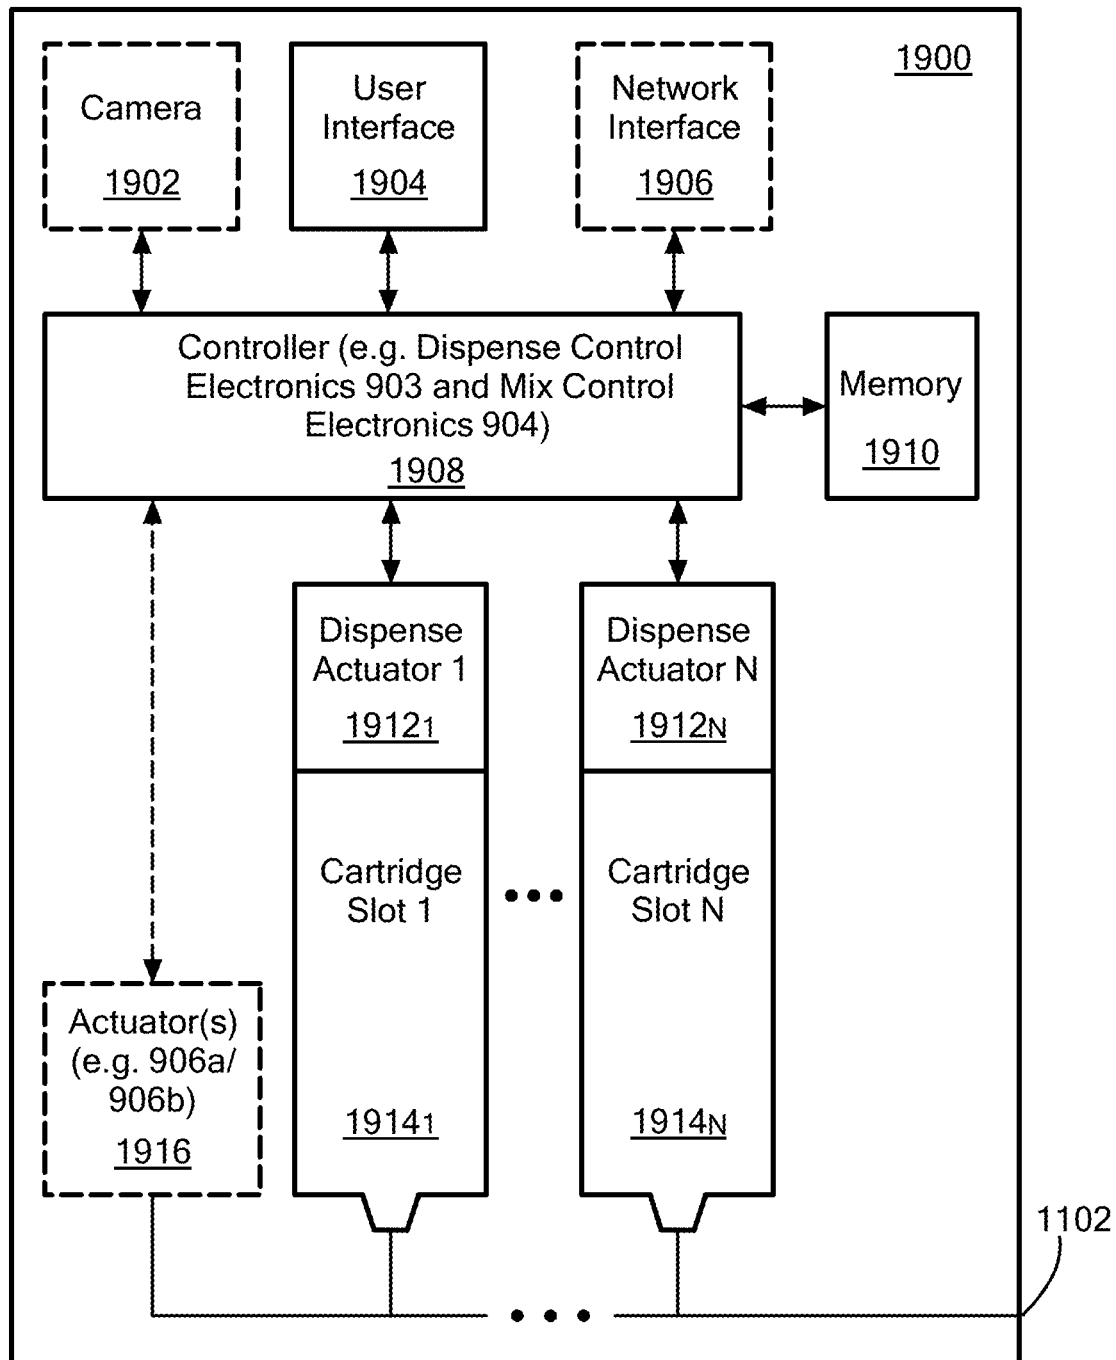 1900
Camera
1902
User
Interface
1904
Network
Interface
1906
Controller (e.g. Dispense Control
Electronics 903 and Mix Control
Electronics 904)
1908
Memory
1910
Dispense
Actuator 1
19121
Dispense
Actuator N
1912N
Cartridge
Slot 1
Cartridge
Slot N
Actuator(s)
(e.g. 906a/
906b)
1916
19141
1914N
1102